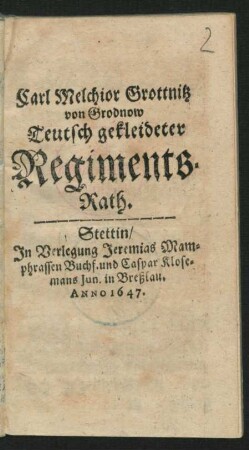 2
Carl Melchior Grottnitz
von Grodnow
Teutsch gekleideter
Regiments-
Rath.
Stettin/
In Verlegung Jeremias Mam-
phrassen Buchf. und Caspar Klose-
mans Jun. in Breßlau.
ANNO 1647.